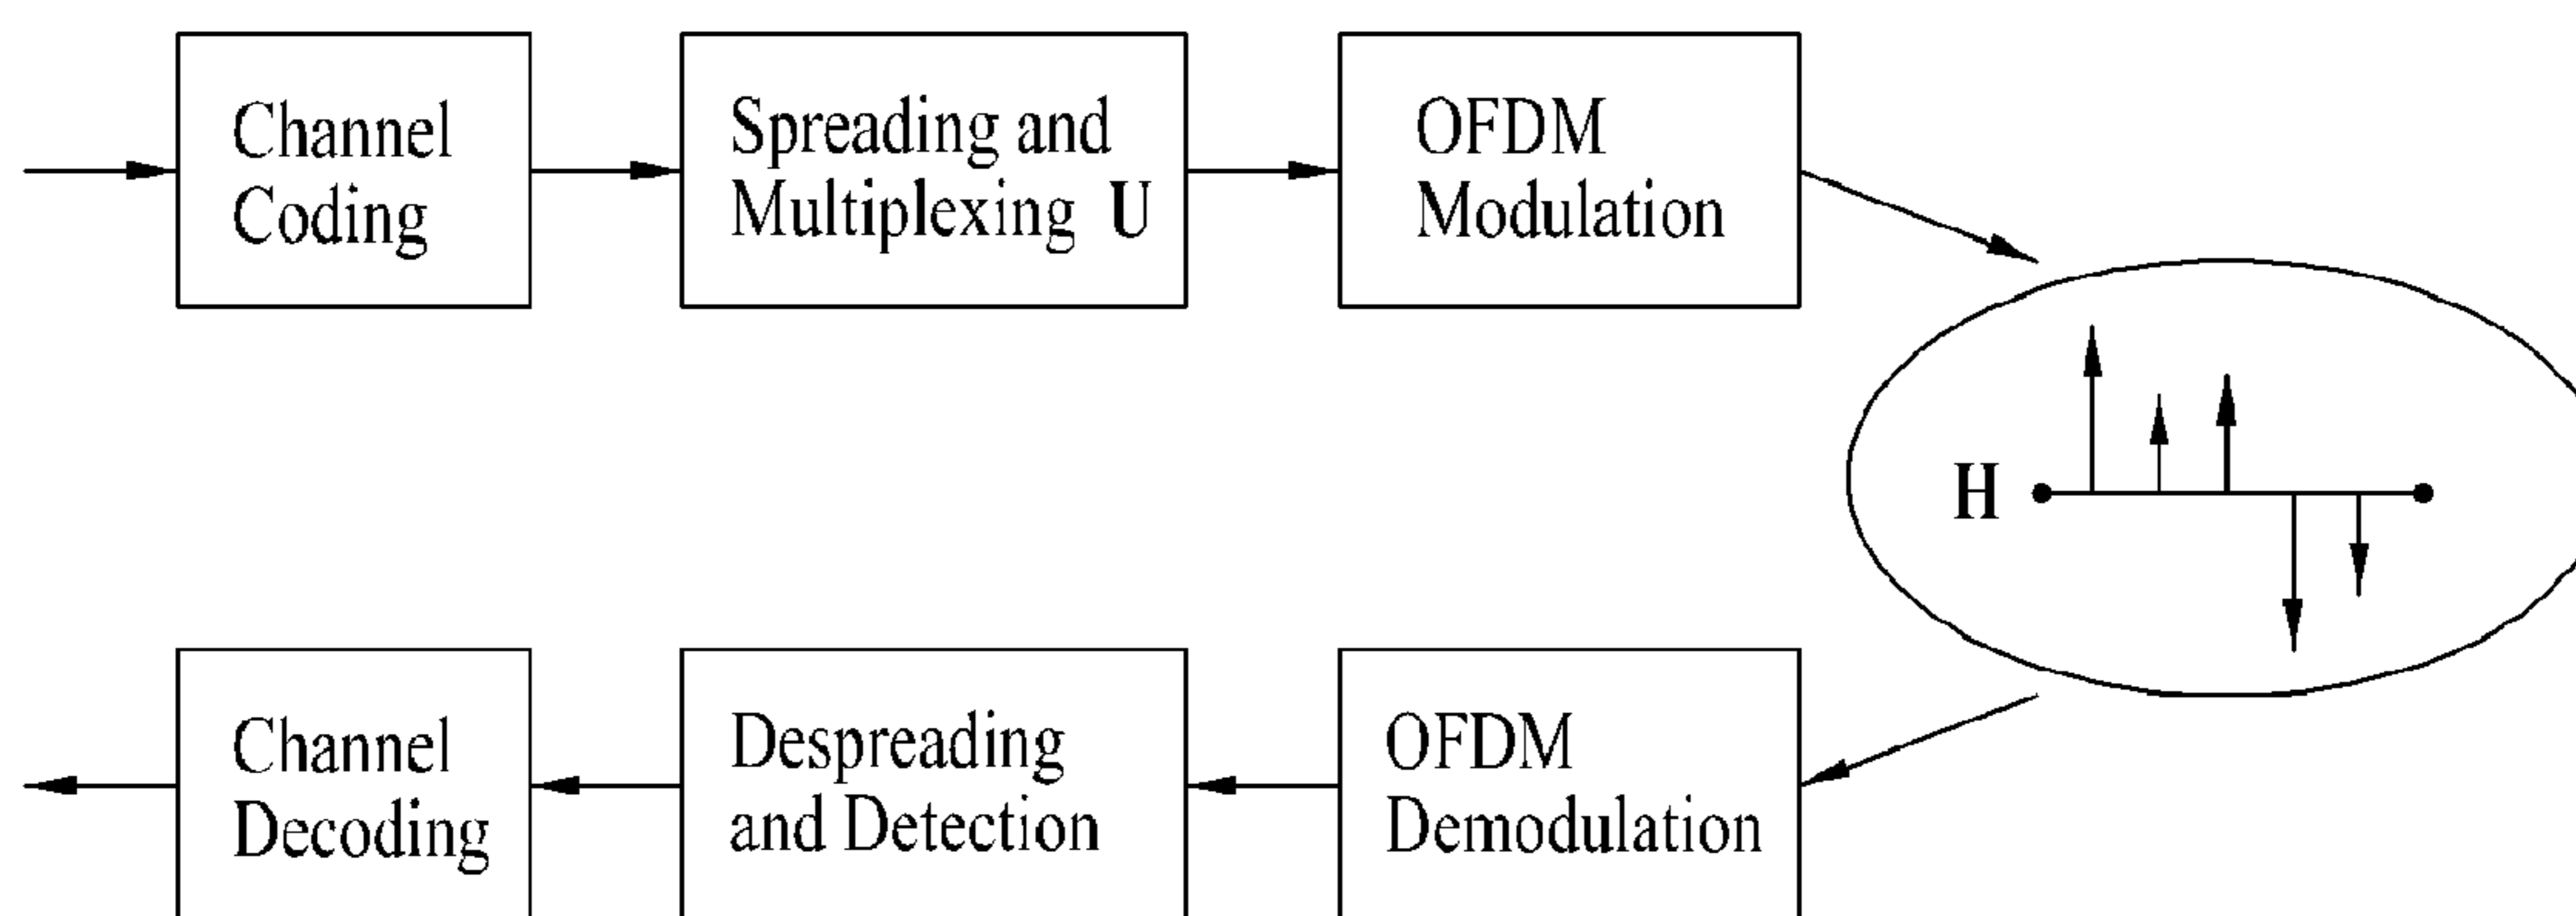 Channel
Coding
Spreading and
Multiplexing U
OFDM
Modulation
H
Channel
Decoding
Despreading
and Detection
OFDM
Demodulation